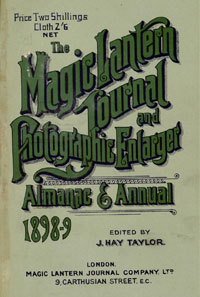 Price Two Shillings
Cloth 2/6
NET
The
Magic Lantern
Journal
and
Photographic Enlarger
Almanac & Annual
1898-9
EDITED BY
J. HAY TAYLOR.
LONDON.
MAGIC LANTERN JOURNAL COMPANY, LTD
9, CARTHUSIAN STREET, E.C.